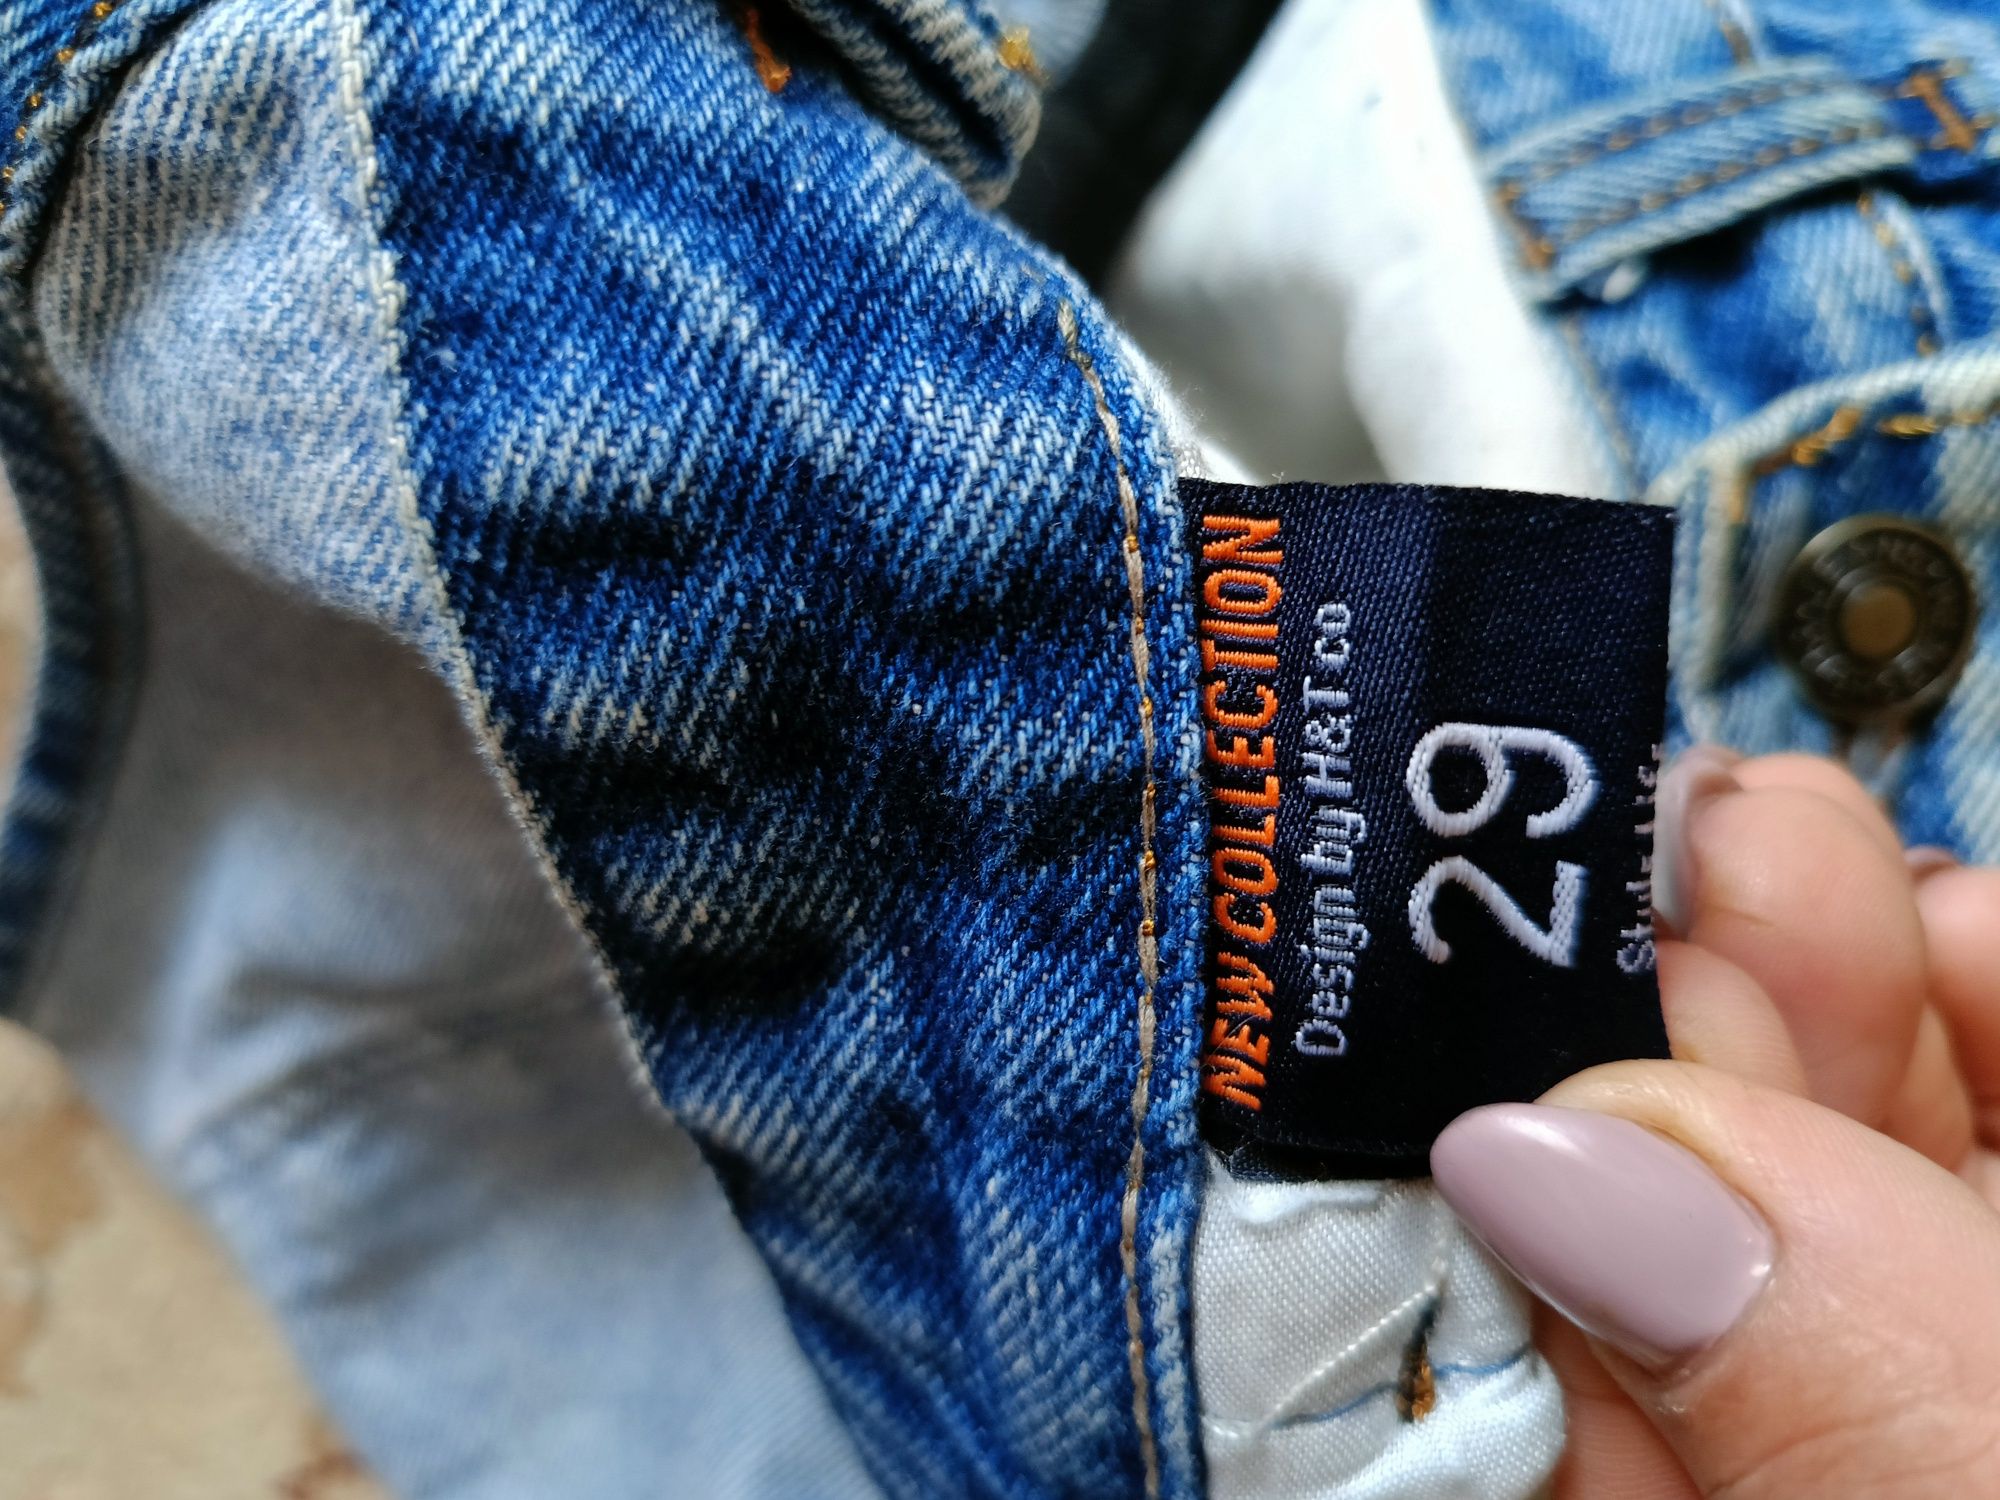 NEW COLLECTION
Design by H&T co
29